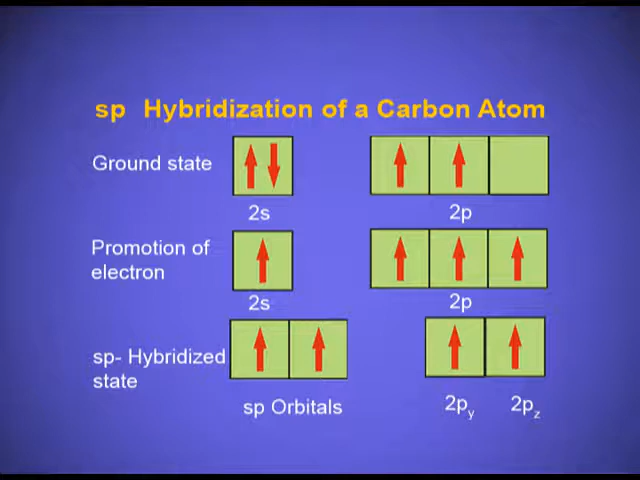 sp Hybridization of a Carbon Atom
Ground state
2s
2p
Promotion of
electron
2s
2p
sp- Hybridized
state
sp Orbitals
2py
2pz